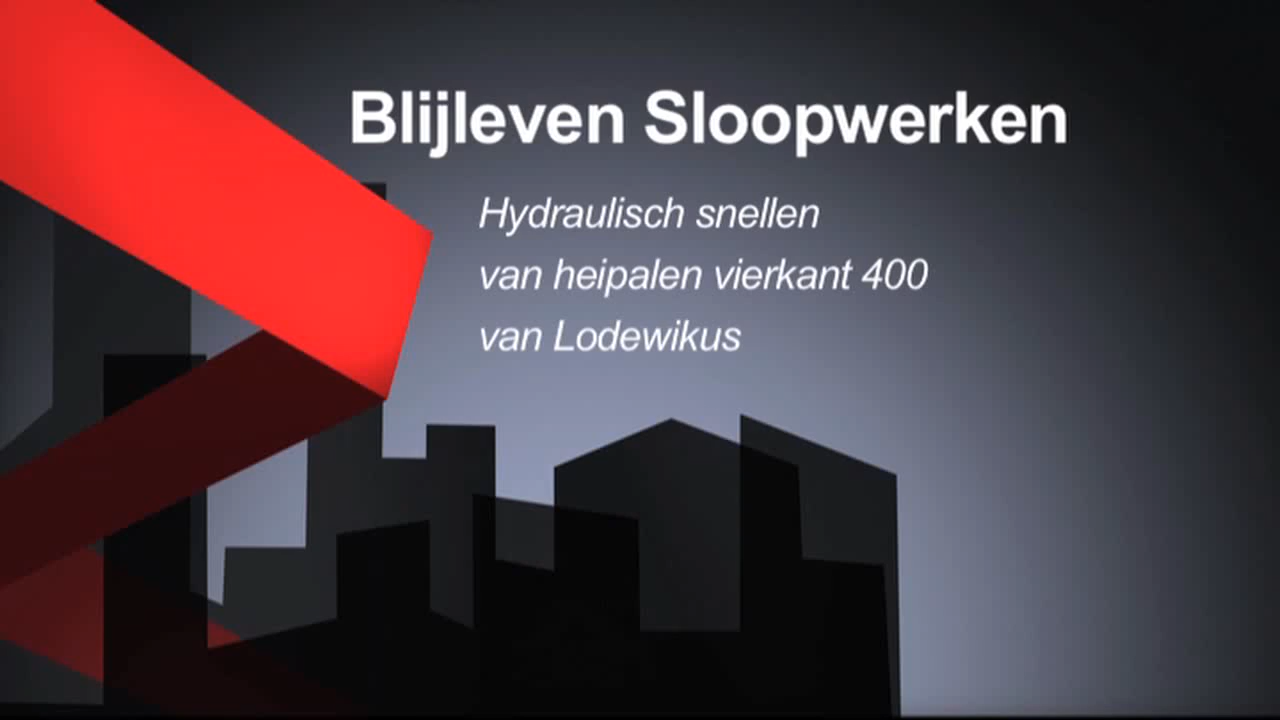 Blijleven Sloopwerken
Hydraulisch snellen
van heipalen vierkant 400
van Lodewikus